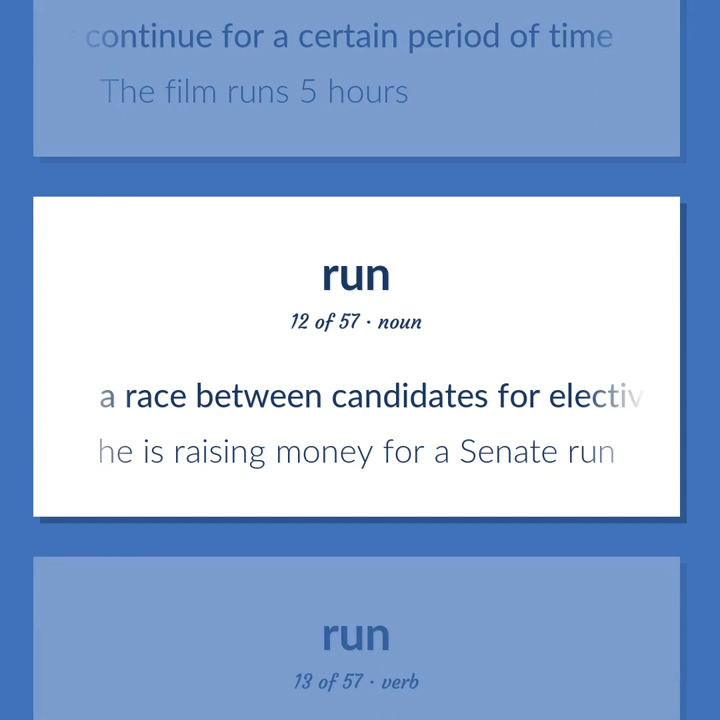 continue for a certain period of time
The film runs 5 hours
run
12 of 57 · noun
a race between candidates for electiv
he is raising money for a Senate run
run
13 of 57 · verb